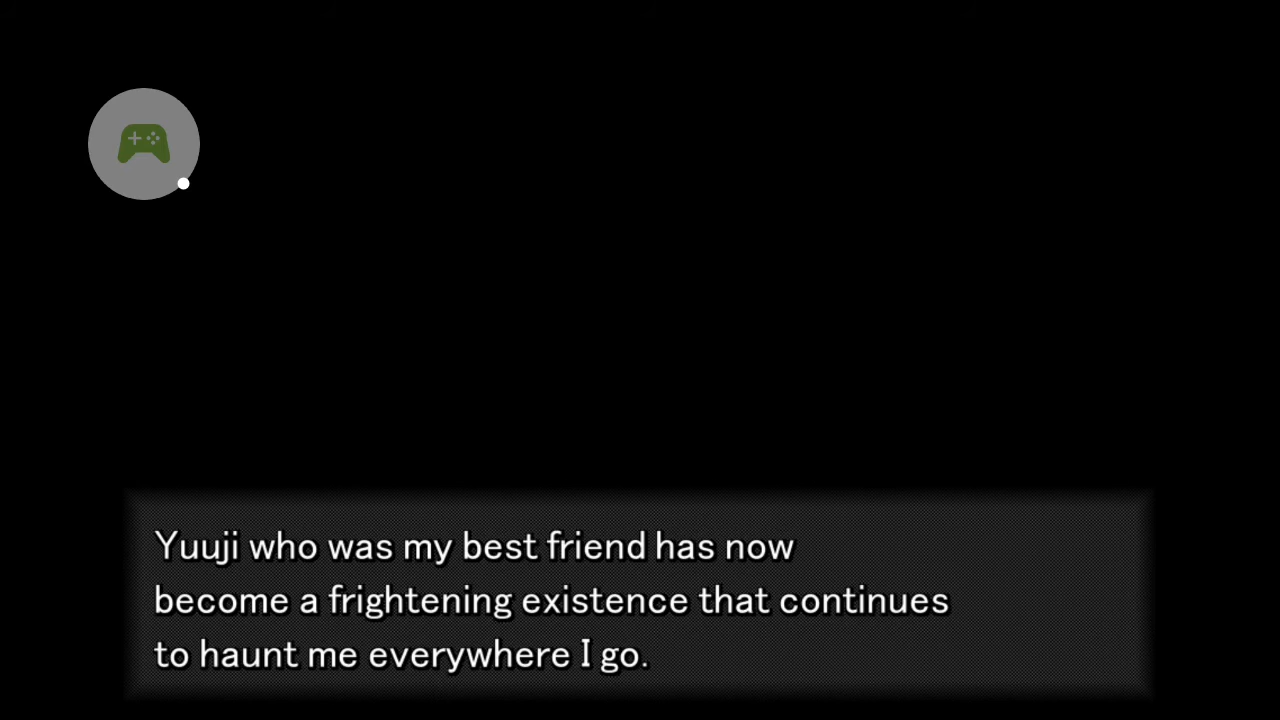 Yuuji who was my best friend has now
become a frightening existence that continues
to haunt me everywhere I go.